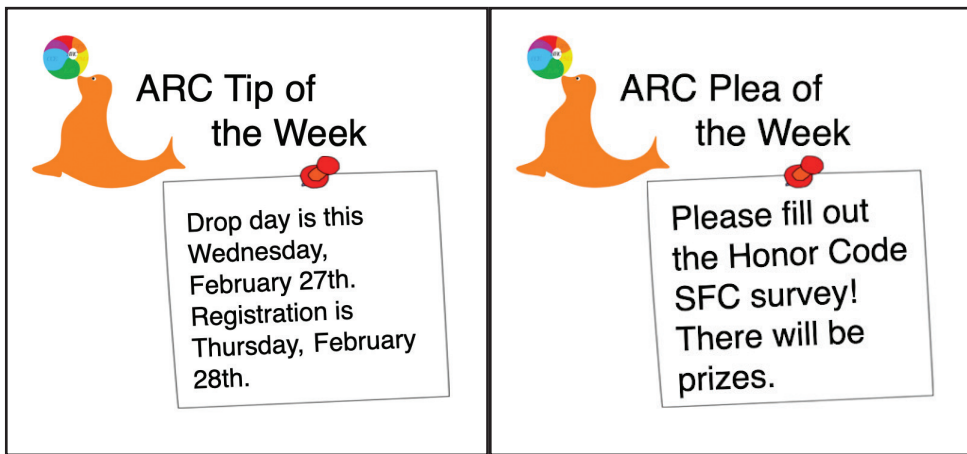 ARC Tip of
the Week
Drop day is this
Wednesday,
February 27th.
Registration is
Thursday, February
28th.
ARC Plea of
the Week
Please fill out
the Honor Code
SFC survey!
There will be
prizes.